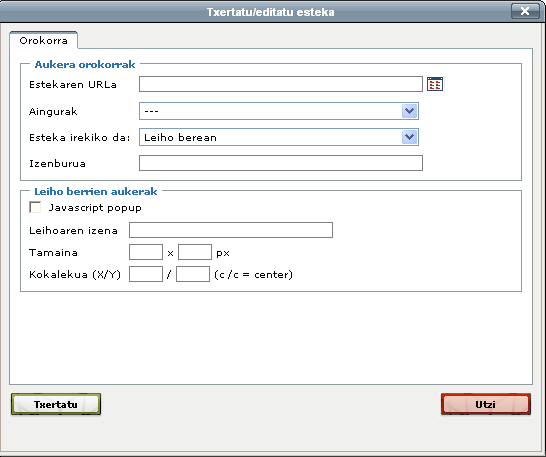 Txertatu/editatu esteka
Orokorra
Aukera orokorrak
Estekaren URLa
Aingurak
---
Esteka irekiko da:
Leiho berean
Izenburua
Leiho berrien aukerak
Javascript popup
Leihoaren izena
Tamaina x px
Kokalekua (X/Y) / (c /c = center)
Txertatu
Utzi